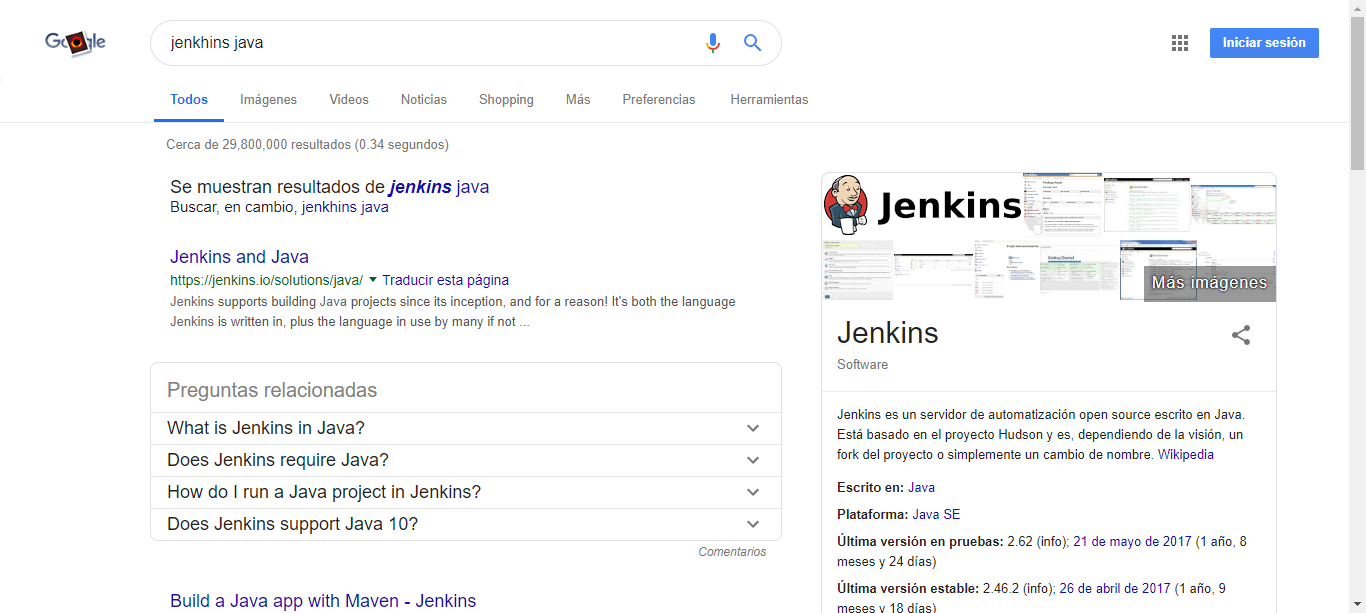 Google
jenkhins java
Iniciar sesión
Todos
Imágenes
Videos
Noticias
Shopping
Más
Preferencias
Herramientas
Cerca de 29,800,000 resultados (0.34 segundos)
Se muestran resultados de jenkins java
Buscar, en cambio, jenkhins java
Jenkins and Java
https://jenkins.io/solutions/java/ Traducir esta página
Jenkins supports building Java projects since its inception, and for a reason! It's both the language
Jenkins is written in, plus the language in use by many if not ...
Preguntas relacionadas
What is Jenkins in Java?
Does Jenkins require Java?
How do I run a Java project in Jenkins?
Does Jenkins support Java 10?
Comentarios
Build a Java app with Maven - Jenkins
Jenkins
Más imágenes
Jenkins
Software
Jenkins es un servidor de automatización open source escrito en Java.
Está basado en el proyecto Hudson y es, dependiendo de la visión, un
fork del proyecto o simplemente un cambio de nombre. Wikipedia
Escrito en: Java
Plataforma: Java SE
Última versión en pruebas: 2.62 (info); 21 de mayo de 2017 (1 año, 8
meses y 24 días)
Última versión estable: 2.46.2 (info); 26 de abril de 2017 (1 año, 9
meses y 18 días)